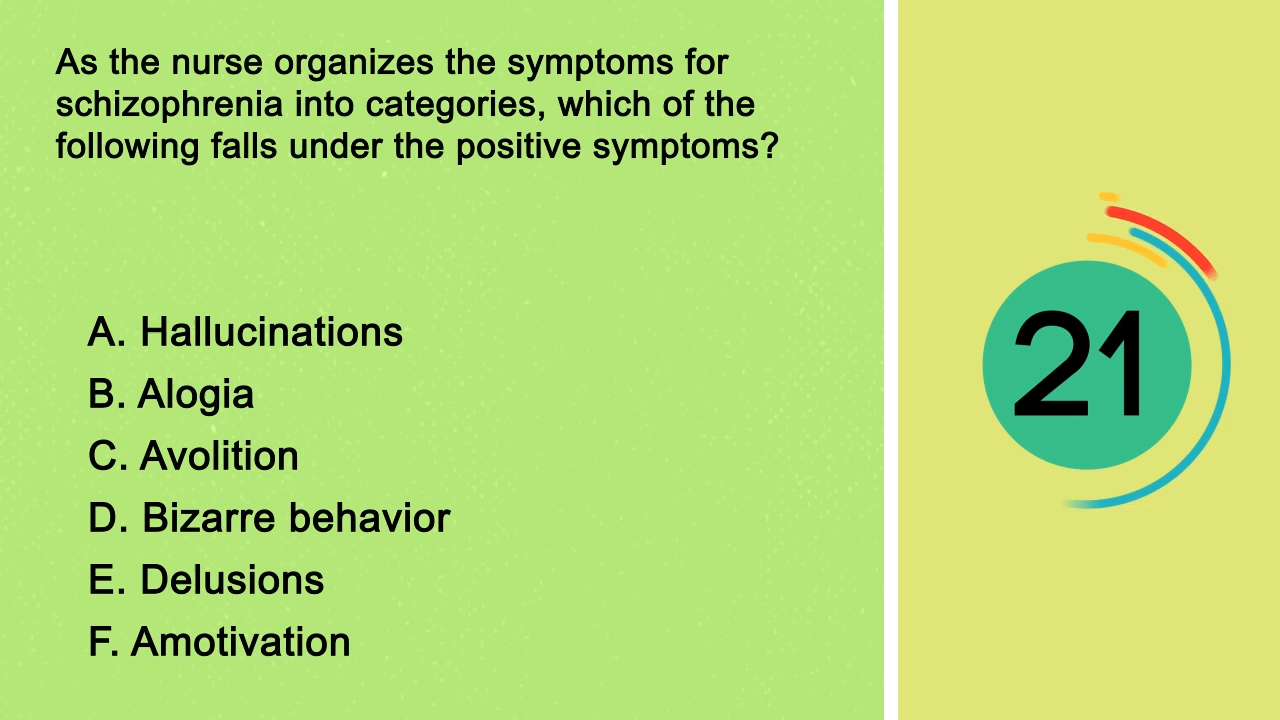 As the nurse organizes the symptoms for
schizophrenia into categories, which of the
following falls under the positive symptoms?
A. Hallucinations
B. Alogia
C. Avolition
D. Bizarre behavior
E. Delusions
F. Amotivation
21